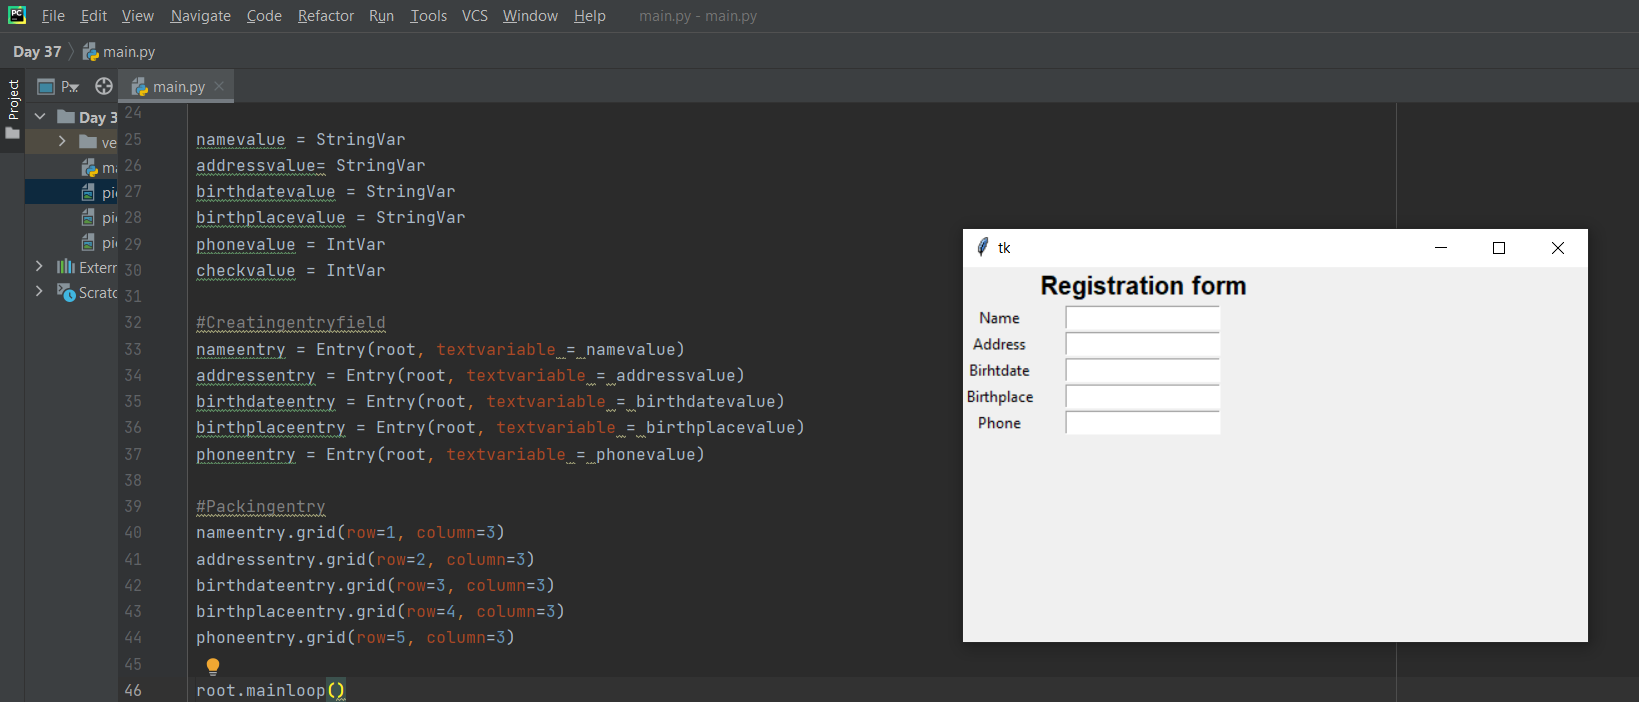 PC File Edit View Navigate Code Refactor Run Tools VCS Window Help main.py - main.py
Day 37 main.py
Project
P
main.py
Day 3
ve
ma
pic
pic
pic
Extern
Scratc
24
25 namevalue = StringVar
26 addressvalue= StringVar
27 birthdatevalue = StringVar
28 birthplacevalue = StringVar
29 phonevalue = IntVar
30 checkvalue = IntVar
31
32 #Creatingentryfield
33 nameentry = Entry(root, textvariable = namevalue)
34 addressentry = Entry(root, textvariable = addressvalue)
35 birthdateentry = Entry(root, textvariable = birthdatevalue)
36 birthplaceentry = Entry(root, textvariable = birthplacevalue)
37 phoneentry = Entry(root, textvariable = phonevalue)
38
39 #Packingentry
40 nameentry.grid(row=1, column=3)
41 addressentry.grid(row=2, column=3)
42 birthdateentry.grid(row=3, column=3)
43 birthplaceentry.grid(row=4, column=3)
44 phoneentry.grid(row=5, column=3)
45
46 root.mainloop()
tk
Registration form
Name
Address
Birhtdate
Birthplace
Phone